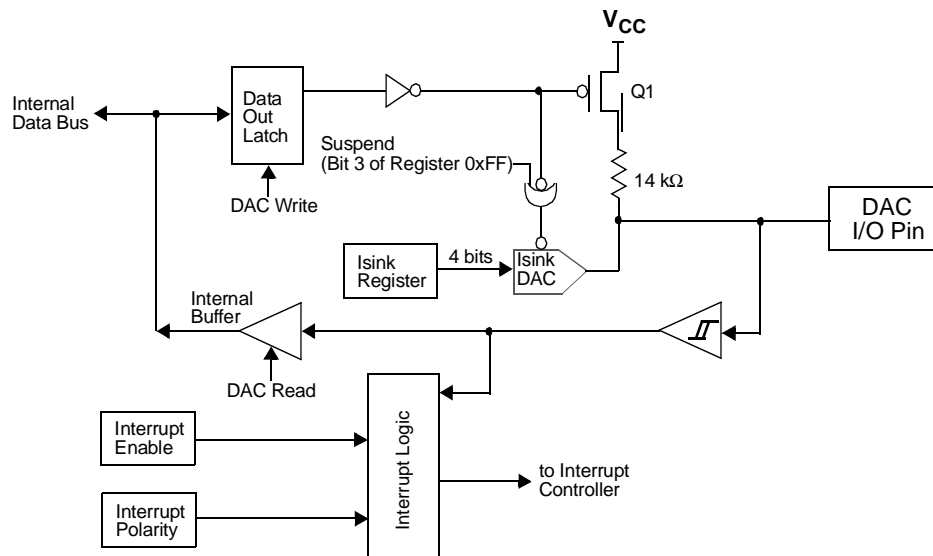 VCC
Data
Out
Latch
Internal
Data Bus
Q1
Suspend
(Bit 3 of Register 0xFF)
14 kΩ
DAC Write
DAC
I/O Pin
4 bits
Isink
Register
Isink
DAC
Internal
Buffer
DAC Read
Interrupt
Enable
Interrupt Logic
to Interrupt
Controller
Interrupt
Polarity